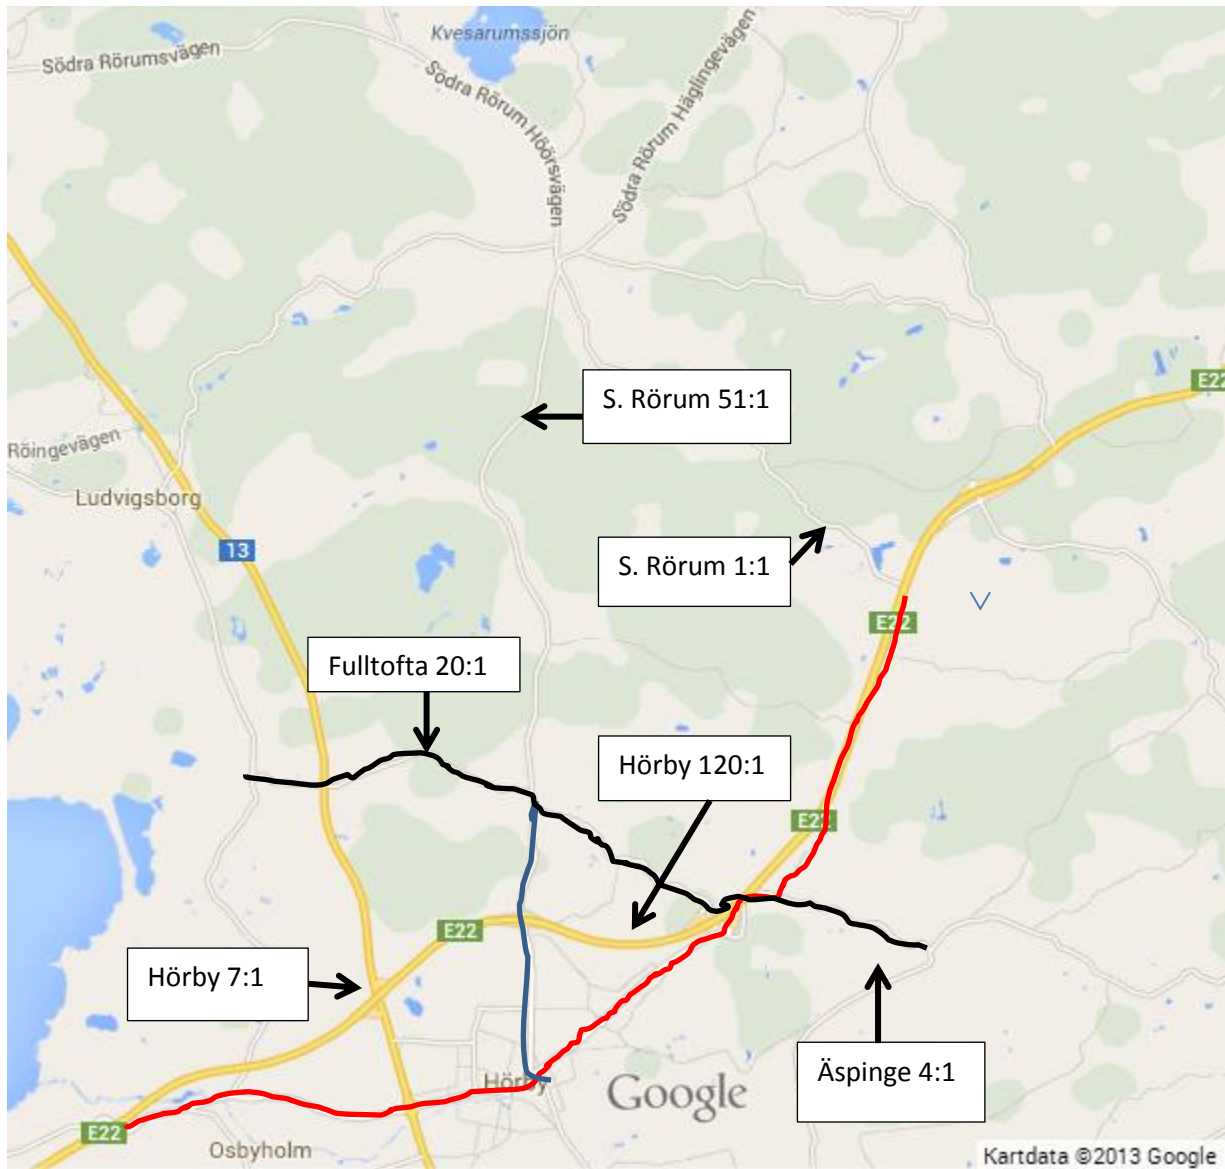 Kvesarumssjön
Södra Rörumsvägen
Södra Rörum Höörsvägen
Södra Rörum Häglingevägen
E22
S. Rörum 51:1
Röingevägen
Ludvigsborg
13
S. Rörum 1:1
E22
Fulltofta 20:1
Hörby 120:1
E22
E22
Hörby 7:1
Äspinge 4:1
Hörby
Google
E22
Osbyholm
Kartdata ©2013 Google